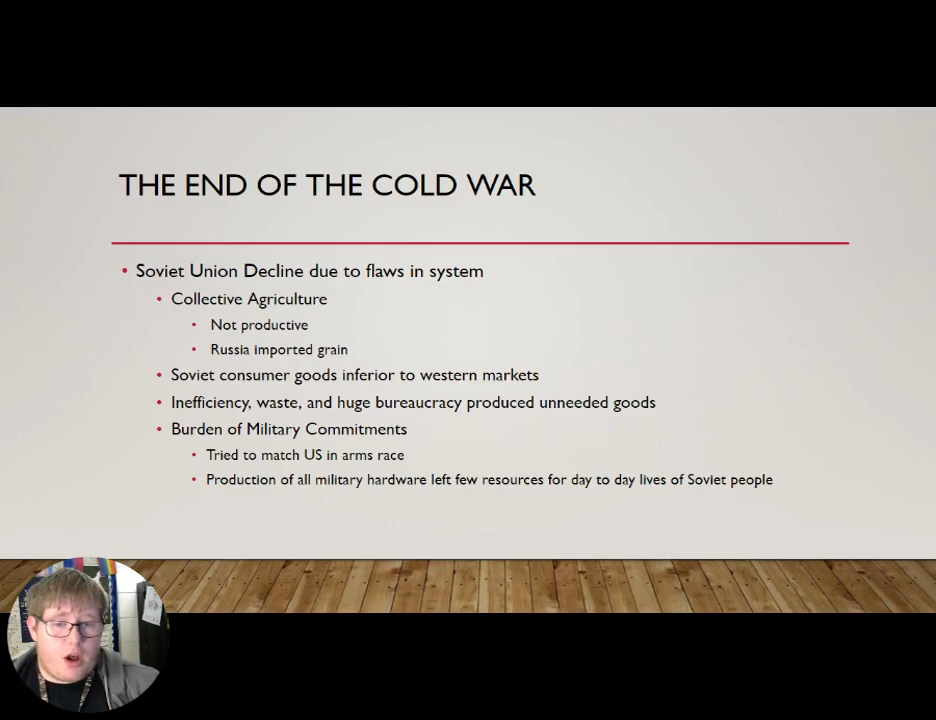 THE END OF THE COLD WAR
• Soviet Union Decline due to flaws in system
• Collective Agriculture
• Not productive
• Russia imported grain
• Soviet consumer goods inferior to western markets
• Inefficiency, waste, and huge bureaucracy produced unneeded goods
• Burden of Military Commitments
• Tried to match US in arms race
• Production of all military hardware left few resources for day to day lives of Soviet people